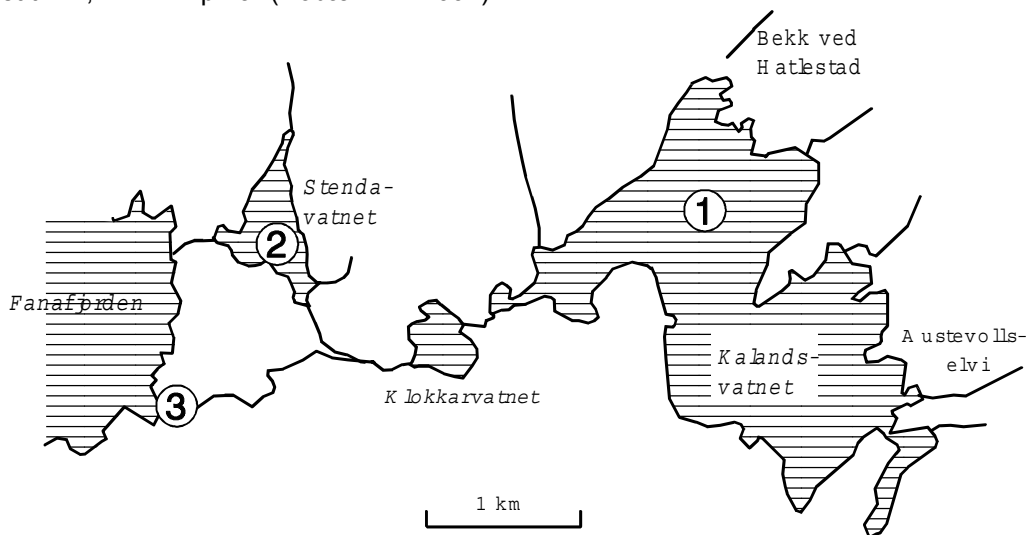 Bekk ved
Hatlestad
1
Stenda-
vatnet
2
Fanafjorden
Austevolls-
elvi
Kalands-
vatnet
Klokkarvatnet
3
1 km